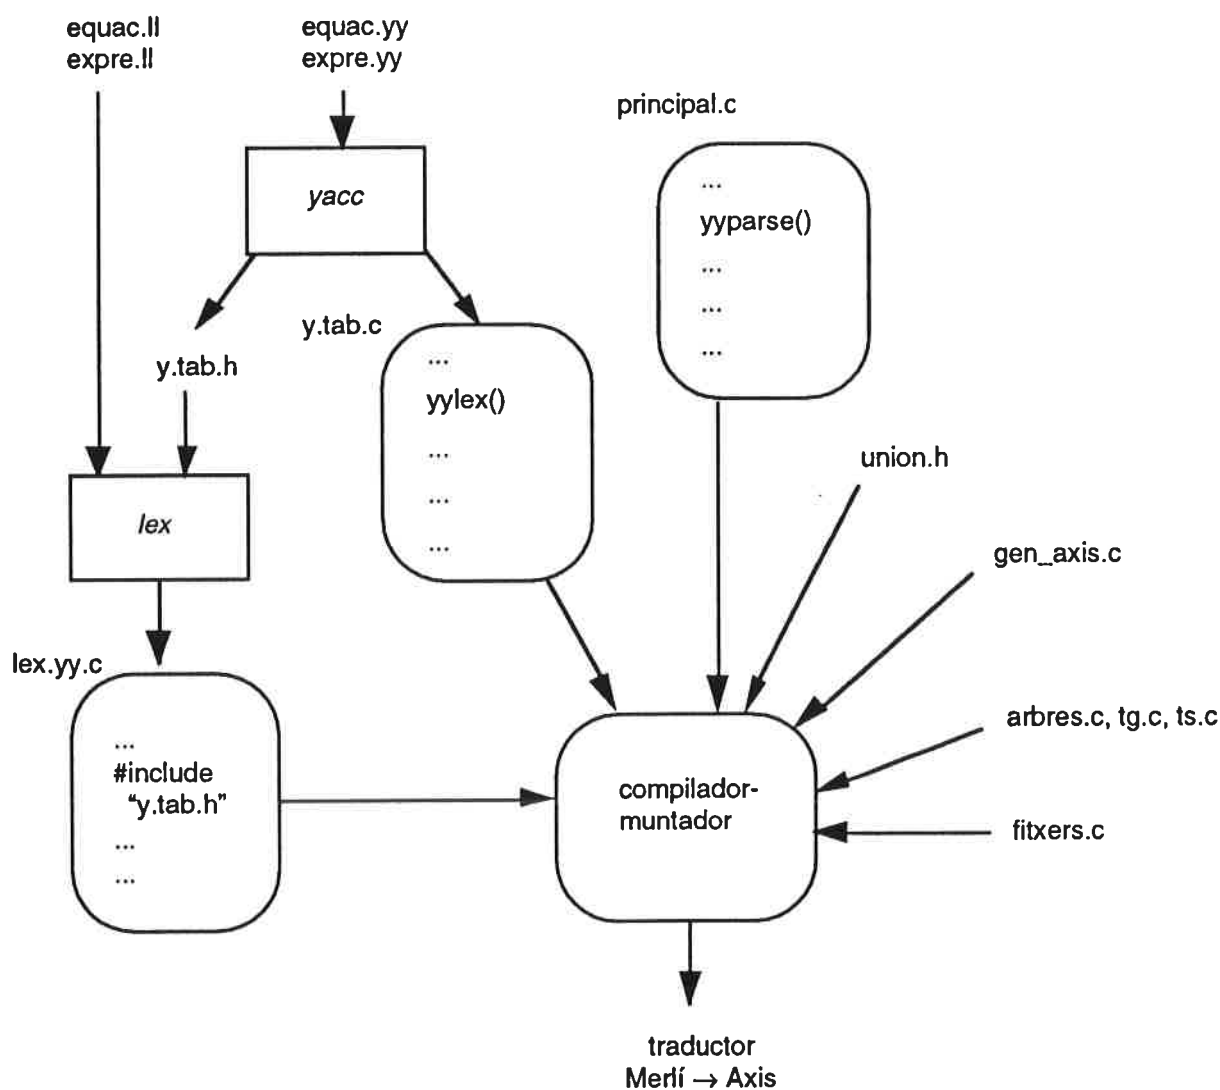 equac.ll
expre.ll
equac.yy
expre.yy
principal.c
yacc
...
yyparse()
...
...
...
y.tab.c
y.tab.h
...
yylex()
...
...
...
union.h
lex
gen_axis.c
lex.yy.c
arbres.c, tg.c, ts.c
...
#include
"y.tab.h"
...
...
compilador-
muntador
fitxers.c
traductor
Merlí → Axis